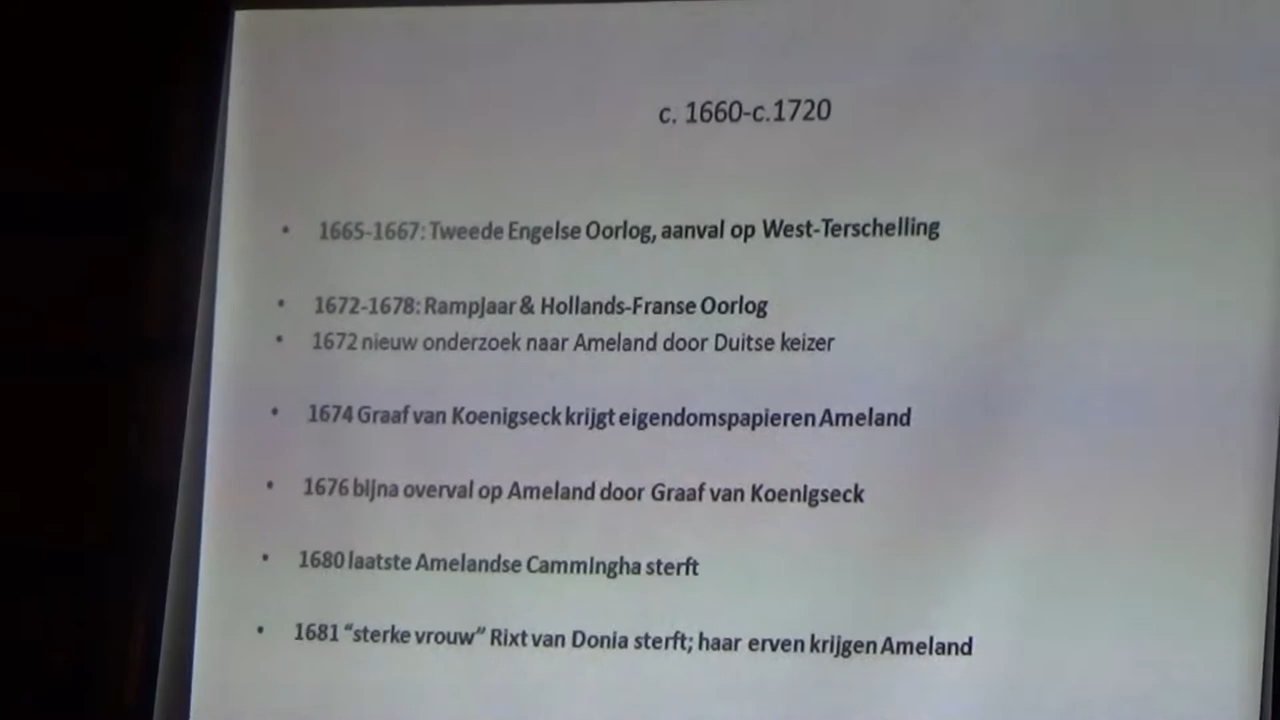 c. 1660-c.1720
• 1665-1667: Tweede Engelse Oorlog, aanval op West-Terschelling
• 1672-1678: Rampjaar & Hollands-Franse Oorlog
• 1672 nieuw onderzoek naar Ameland door Duitse keizer
• 1674 Graaf van Koenigseck krijgt eigendomspapieren Ameland
• 1676 bijna overval op Ameland door Graaf van Koenigseck
• 1680 laatste Amelandse Cammingha sterft
• 1681 “sterke vrouw” Rixt van Donia sterft; haar erven krijgen Ameland